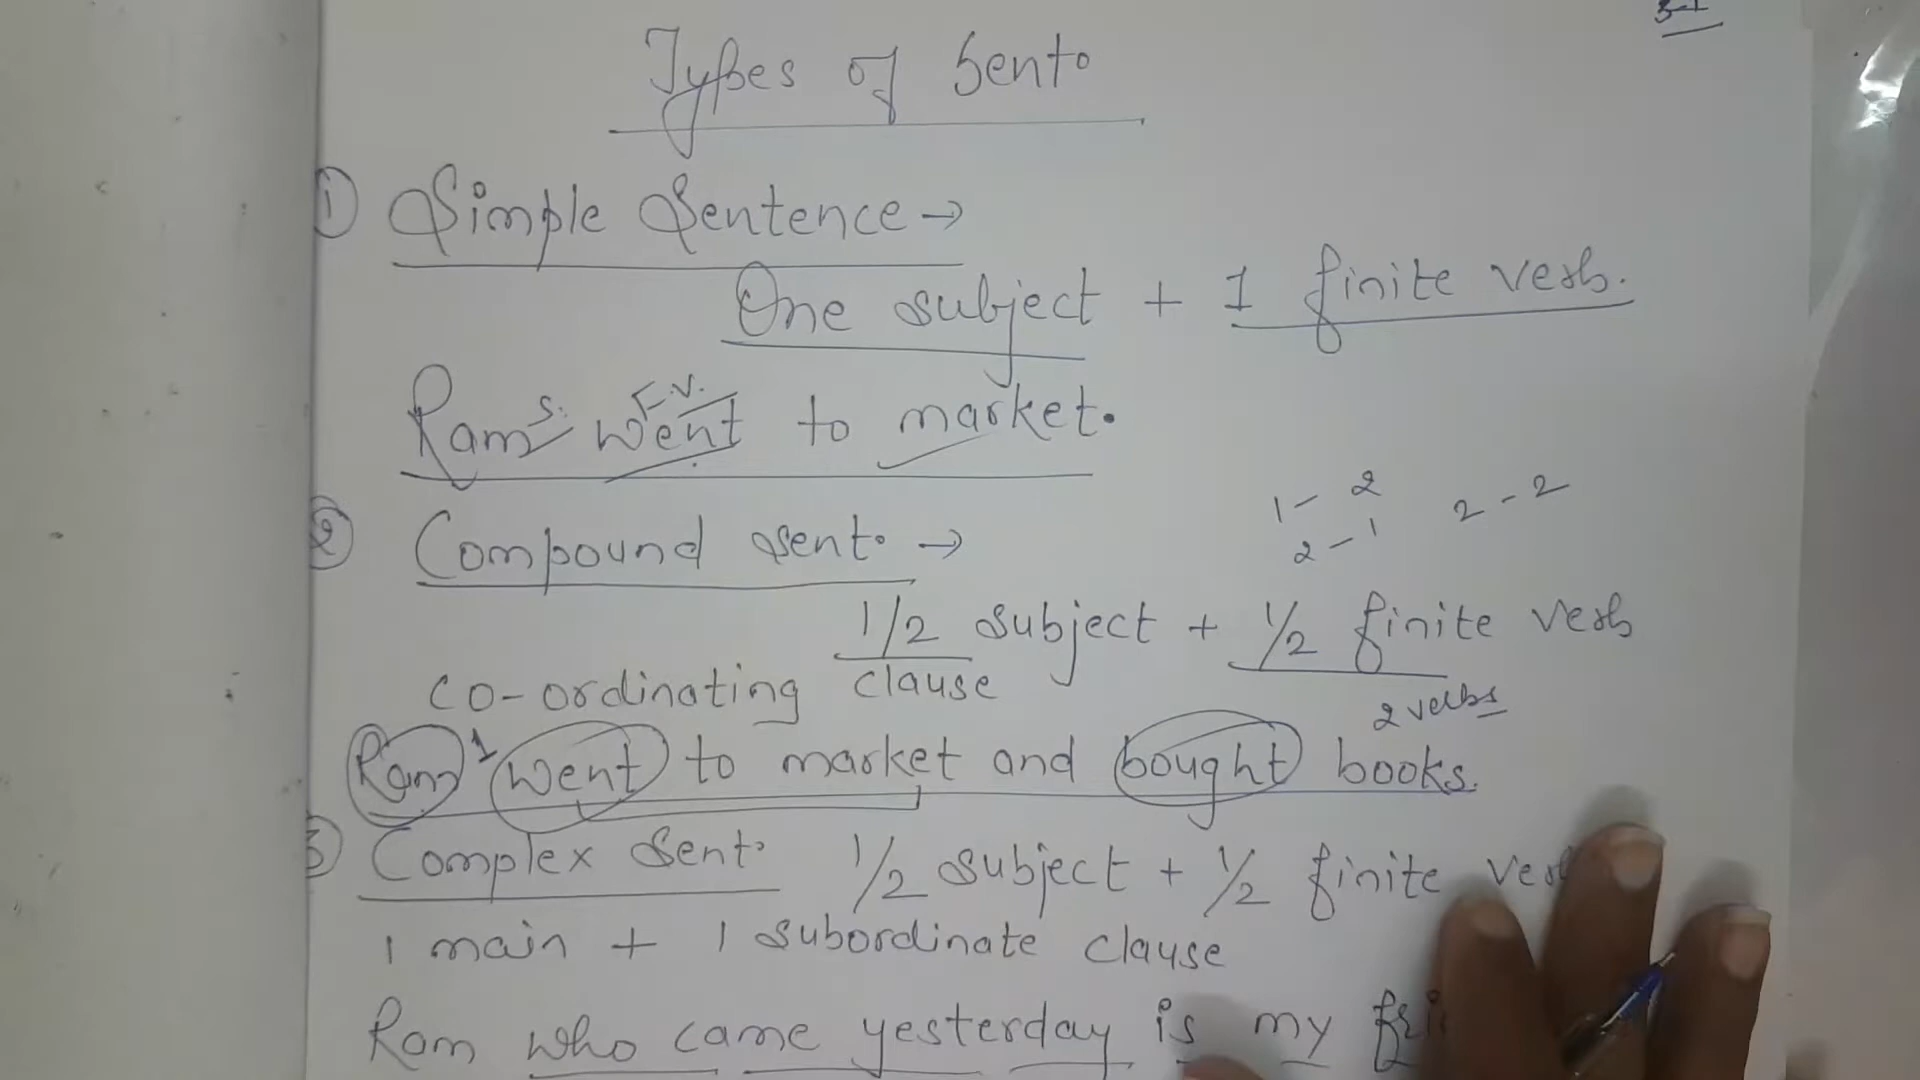 Types of Sent.
① Simple Sentence →
One subject + 1 finite verb.
S. F.V.
Ram went to market.
1 - 2 2 - 2
2 - 1
② Compound Sent. →
1/2 subject + 1/2 finite verb
co-ordinating clause
2 verbs
Ram 1 went to market and bought books.
3 Complex Sent. 1/2 subject + 1/2 finite
1 main + 1 subordinate clause
Ram who came yesterday is my